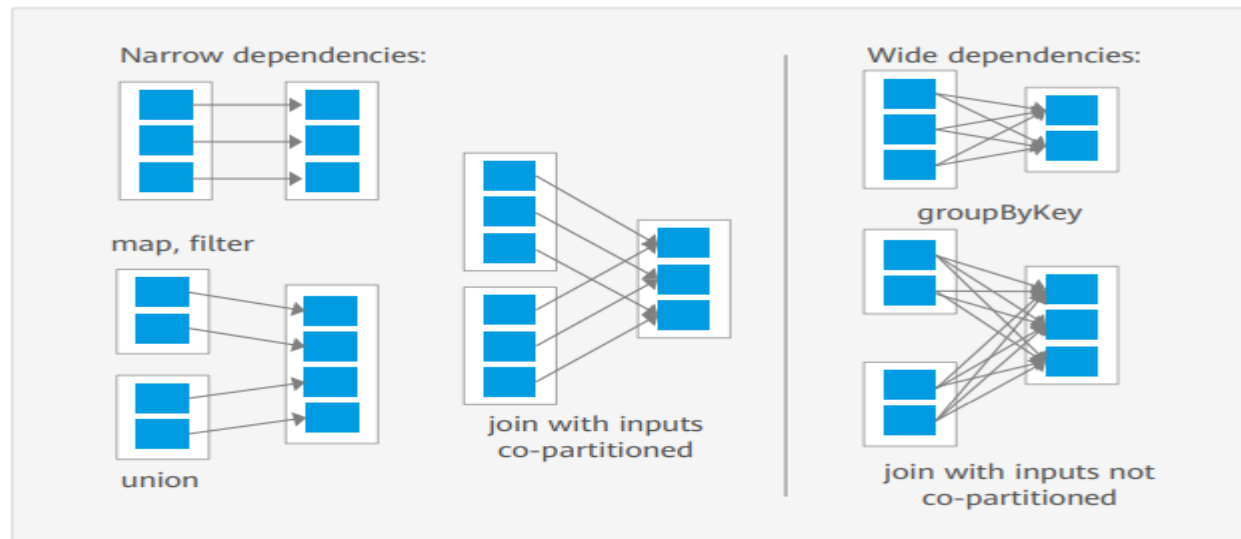 Narrow dependencies:
map, filter
union
join with inputs
co-partitioned
Wide dependencies:
groupByKey
join with inputs not
co-partitioned